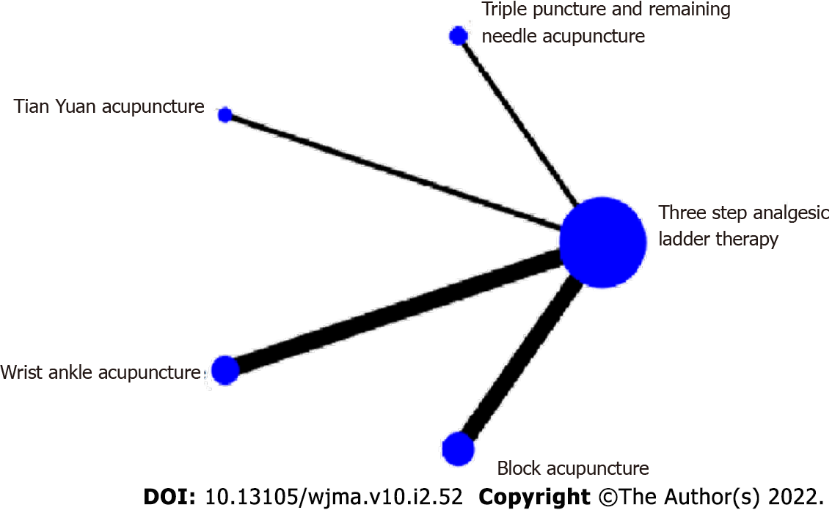 Triple puncture and remaining
needle acupuncture
Tian Yuan acupuncture
Three step analgesic
ladder therapy
Wrist ankle acupuncture
Block acupuncture
DOI: 10.13105/wjma.v10.i2.52 Copyright ©The Author(s) 2022.